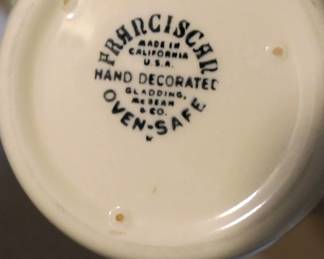 FRANCISCAN
MADE IN
CALIFORNIA
U.S.A.
HAND DECORATED
GLADDING,
McBEAN
& CO.
OVEN-SAFE
W